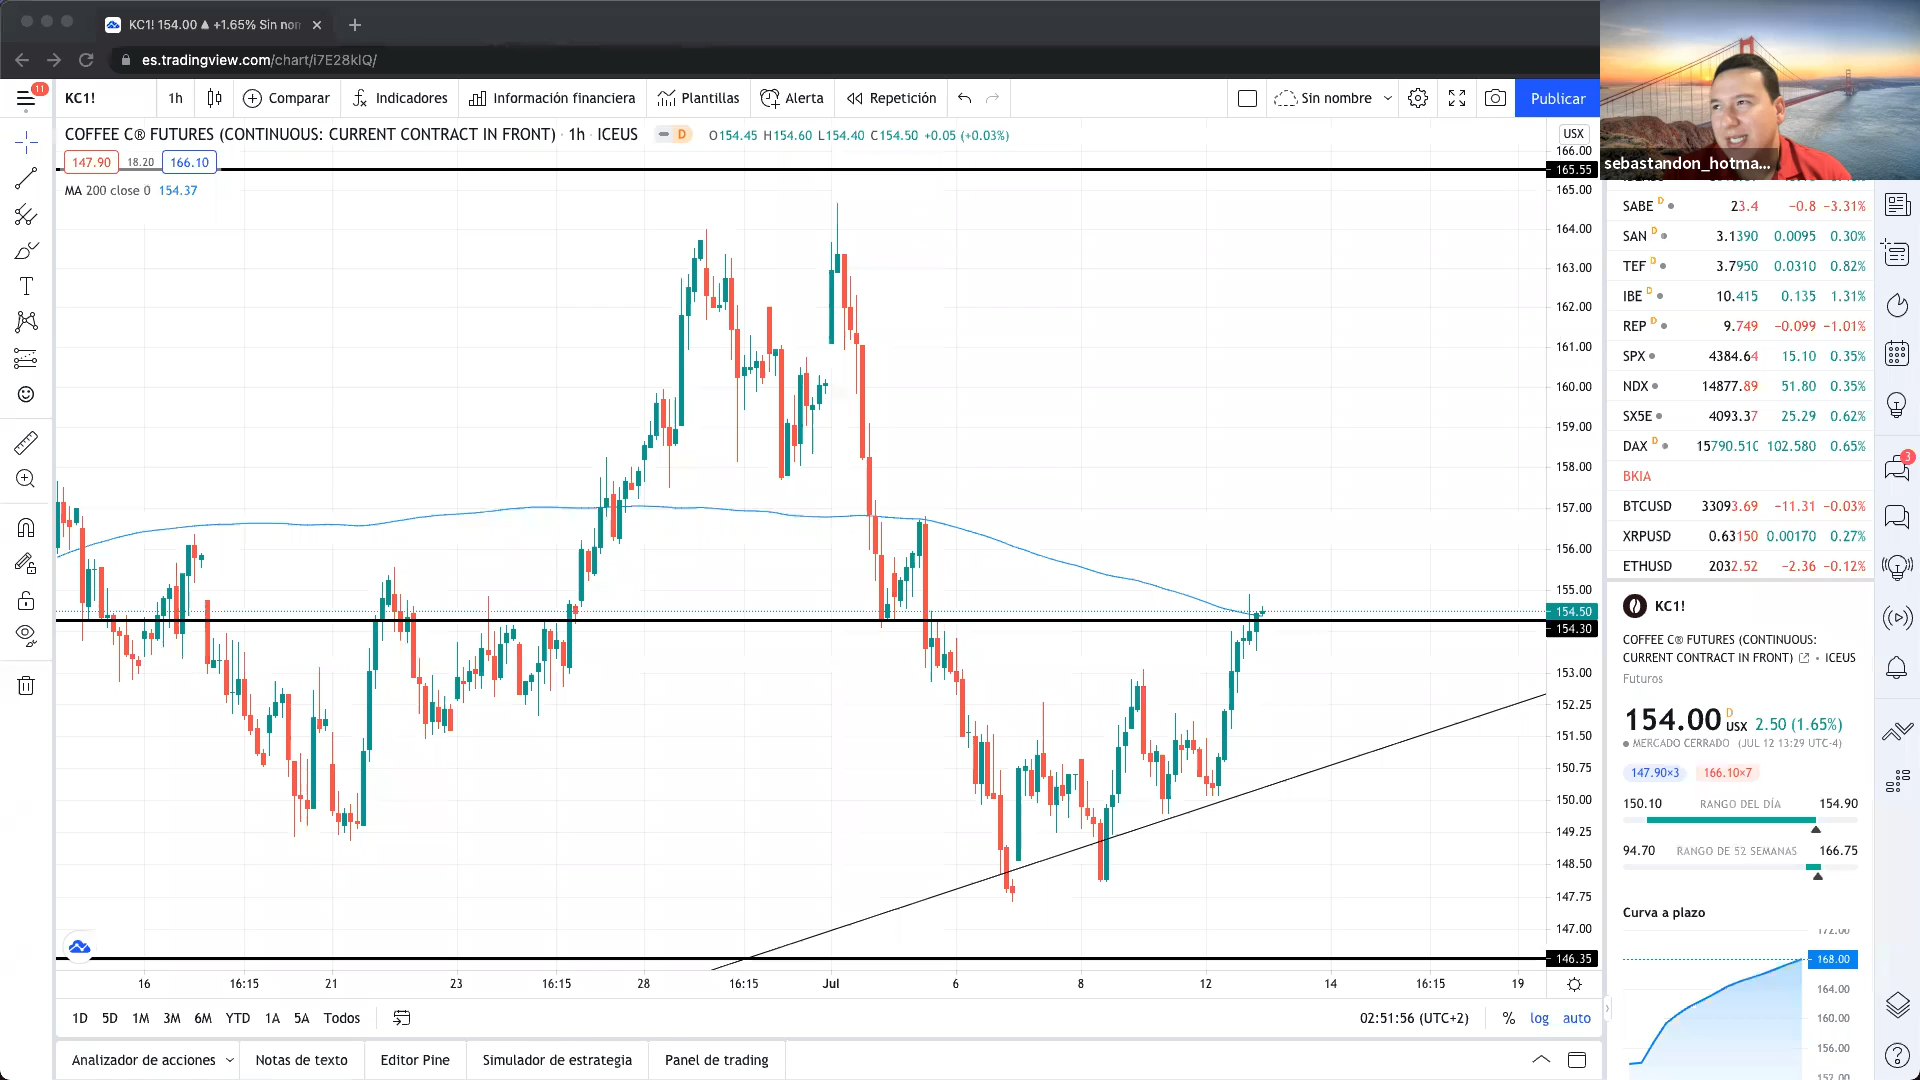 KC1! 154.00 ▲ +1.65% Sin nom
es.tradingview.com/chart/i7E28kIQ/
sebastandon_hotma...
11
KC1!
1h
Comparar
Indicadores
Información financiera
Plantillas
Alerta
Repetición
Sin nombre
Publicar
COFFEE C® FUTURES (CONTINUOUS: CURRENT CONTRACT IN FRONT) · 1h · ICEUS
D
O154.45 H154.60 L154.40 C154.50 +0.05 (+0.03%)
147.90 18.20 166.10
MA 200 close 0 154.37
USX
166.00
165.55
165.00
164.00
163.00
162.00
161.00
160.00
159.00
158.00
157.00
156.00
155.00
154.50
154.30
153.00
152.25
151.50
150.75
150.00
149.25
148.50
147.75
147.00
146.35
16 16:15 21 23 16:15 28 16:15 Jul 6 8 12 14 16:15 19
1D 5D 1M 3M 6M YTD 1A 5A Todos
02:51:56 (UTC+2)
% log auto
Analizador de acciones
Notas de texto
Editor Pine
Simulador de estrategia
Panel de trading
SABE D 23.4 −0.8 −3.31%
SAN D 3.1390 0.0095 0.30%
TEF D 3.7950 0.0310 0.82%
IBE D 10.415 0.135 1.31%
REP D 9.749 −0.099 −1.01%
SPX 4384.64 15.10 0.35%
NDX 14877.89 51.80 0.35%
SX5E 4093.37 25.29 0.62%
DAX D 15790.510 102.580 0.65%
BKIA
BTCUSD 33093.69 −11.31 −0.03%
XRPUSD 0.63150 0.00170 0.27%
ETHUSD 2032.52 −2.36 −0.12%
3
KC1!
COFFEE C® FUTURES (CONTINUOUS:
CURRENT CONTRACT IN FRONT) • ICEUS
Futuros
154.00 D USX 2.50 (1.65%)
MERCADO CERRADO (JUL 12 13:29 UTC-4)
147.90×3 166.10×7
150.10 RANGO DEL DÍA 154.90
94.70 RANGO DE 52 SEMANAS 166.75
Curva a plazo
172.00
168.00
164.00
160.00
156.00
152.00